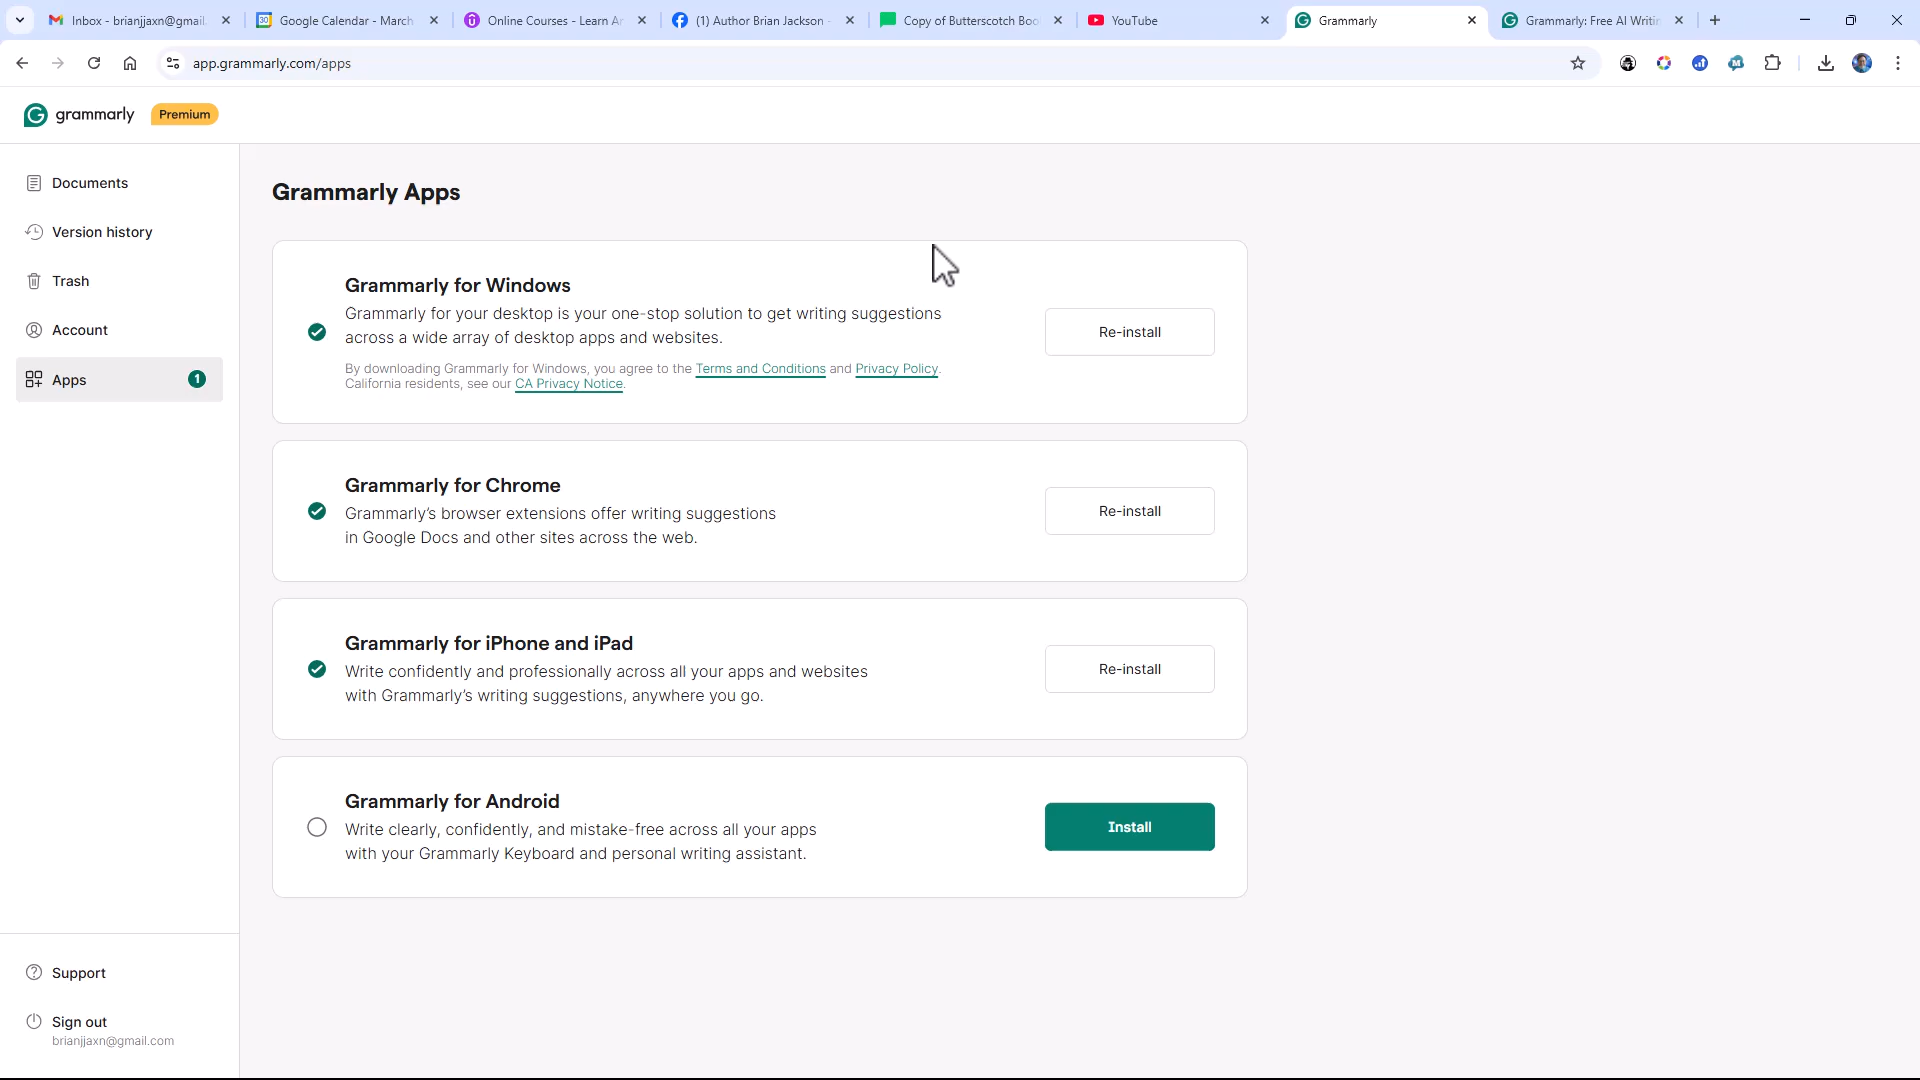 Inbox - brianjjaxn@gmail.
Google Calendar - March
Online Courses - Learn Ar
(1) Author Brian Jackson -
Copy of Butterscotch Boo
YouTube
Grammarly
Grammarly: Free AI Writin
app.grammarly.com/apps
grammarly
Premium
Documents
Version history
Trash
Account
Apps
1
Support
Sign out
brianjjaxn@gmail.com
Grammarly Apps
Grammarly for Windows
Grammarly for your desktop is your one-stop solution to get writing suggestions
across a wide array of desktop apps and websites.
By downloading Grammarly for Windows, you agree to the Terms and Conditions and Privacy Policy.
California residents, see our CA Privacy Notice.
Re-install
Grammarly for Chrome
Grammarly’s browser extensions offer writing suggestions
in Google Docs and other sites across the web.
Re-install
Grammarly for iPhone and iPad
Write confidently and professionally across all your apps and websites
with Grammarly’s writing suggestions, anywhere you go.
Re-install
Grammarly for Android
Write clearly, confidently, and mistake-free across all your apps
with your Grammarly Keyboard and personal writing assistant.
Install